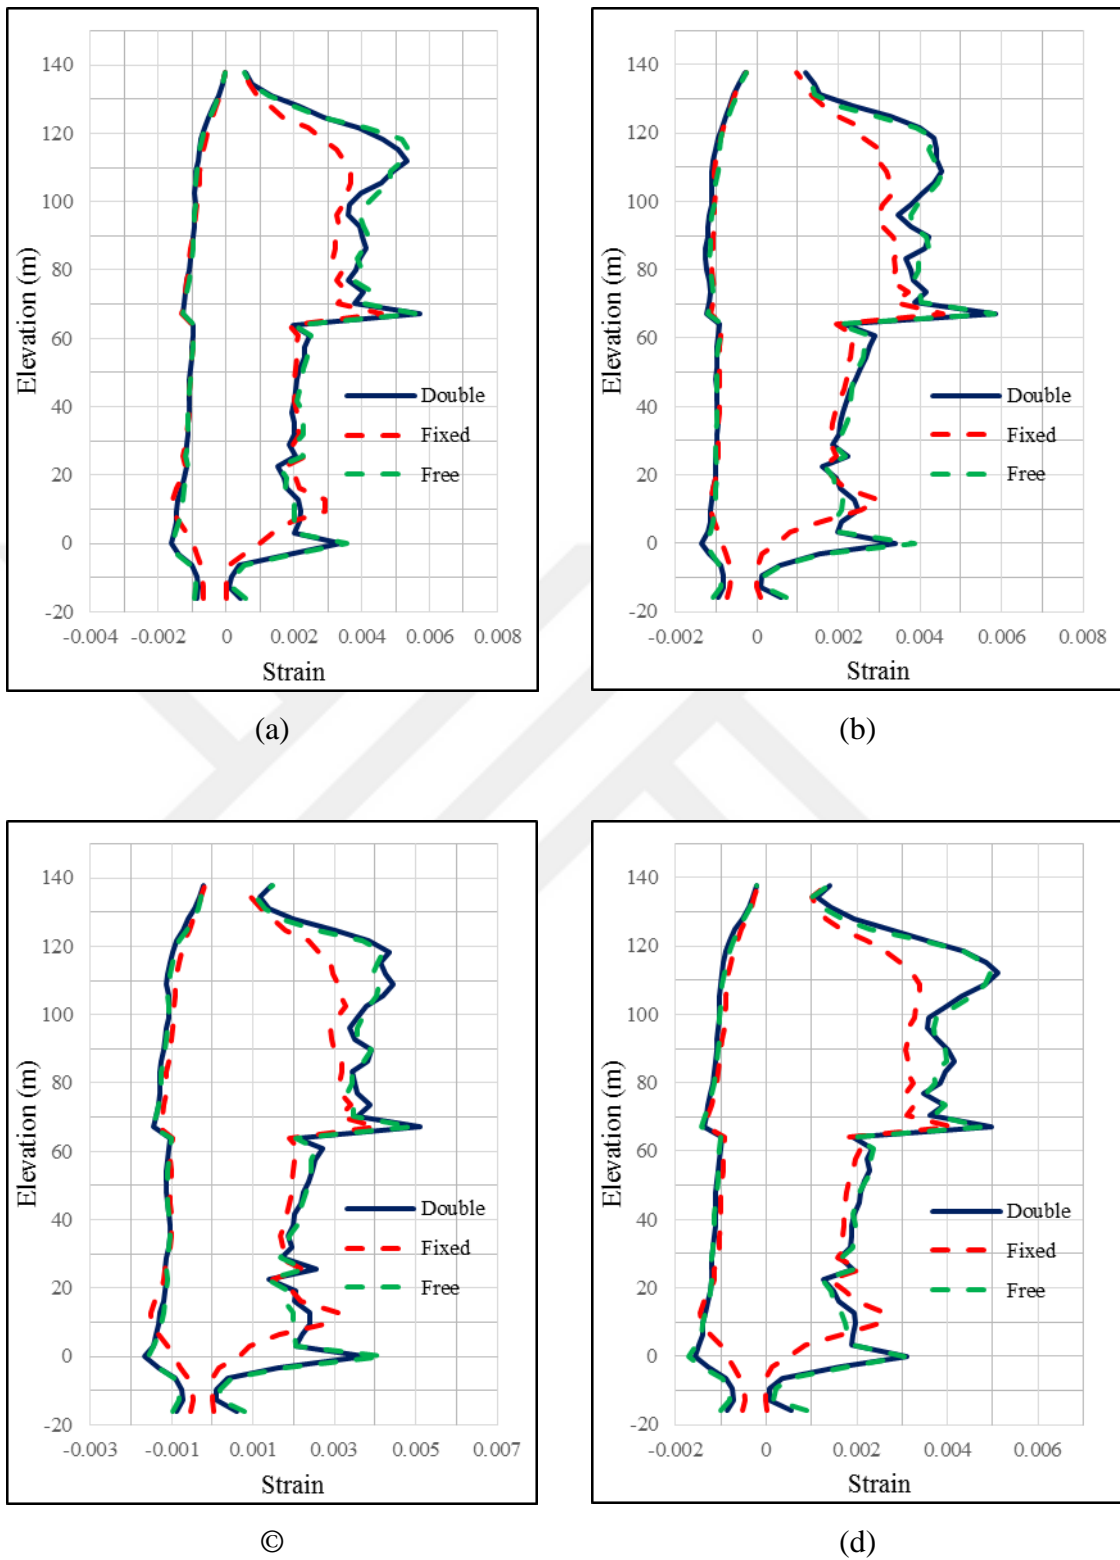 140
120
100
80
60
40
20
0
-20
Elevation (m)
Double
Fixed
Free
-0.004 -0.002 0 0.002 0.004 0.006 0.008
Strain
(a)
140
120
100
80
60
40
20
0
-20
Elevation (m)
Double
Fixed
Free
-0.002 0 0.002 0.004 0.006 0.008
Strain
(b)
140
120
100
80
60
40
20
0
-20
Elevation (m)
Double
Fixed
Free
-0.003 -0.001 0.001 0.003 0.005 0.007
Strain
©
140
120
100
80
60
40
20
0
-20
Elevation (m)
Double
Fixed
Free
-0.002 0 0.002 0.004 0.006
Strain
(d)